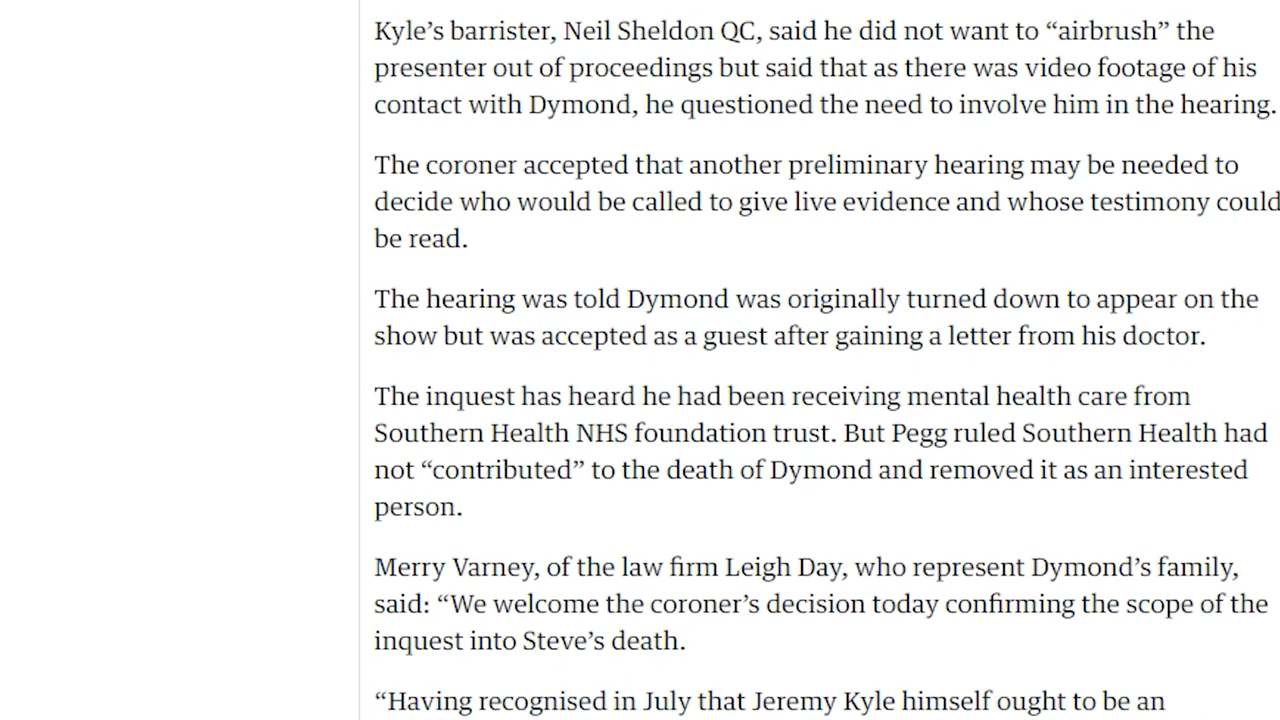 Kyle’s barrister, Neil Sheldon QC, said he did not want to “airbrush” the
presenter out of proceedings but said that as there was video footage of his
contact with Dymond, he questioned the need to involve him in the hearing.
The coroner accepted that another preliminary hearing may be needed to
decide who would be called to give live evidence and whose testimony could
be read.
The hearing was told Dymond was originally turned down to appear on the
show but was accepted as a guest after gaining a letter from his doctor.
The inquest has heard he had been receiving mental health care from
Southern Health NHS foundation trust. But Pegg ruled Southern Health had
not “contributed” to the death of Dymond and removed it as an interested
person.
Merry Varney, of the law firm Leigh Day, who represent Dymond’s family,
said: “We welcome the coroner’s decision today confirming the scope of the
inquest into Steve’s death.
“Having recognised in July that Jeremy Kyle himself ought to be an